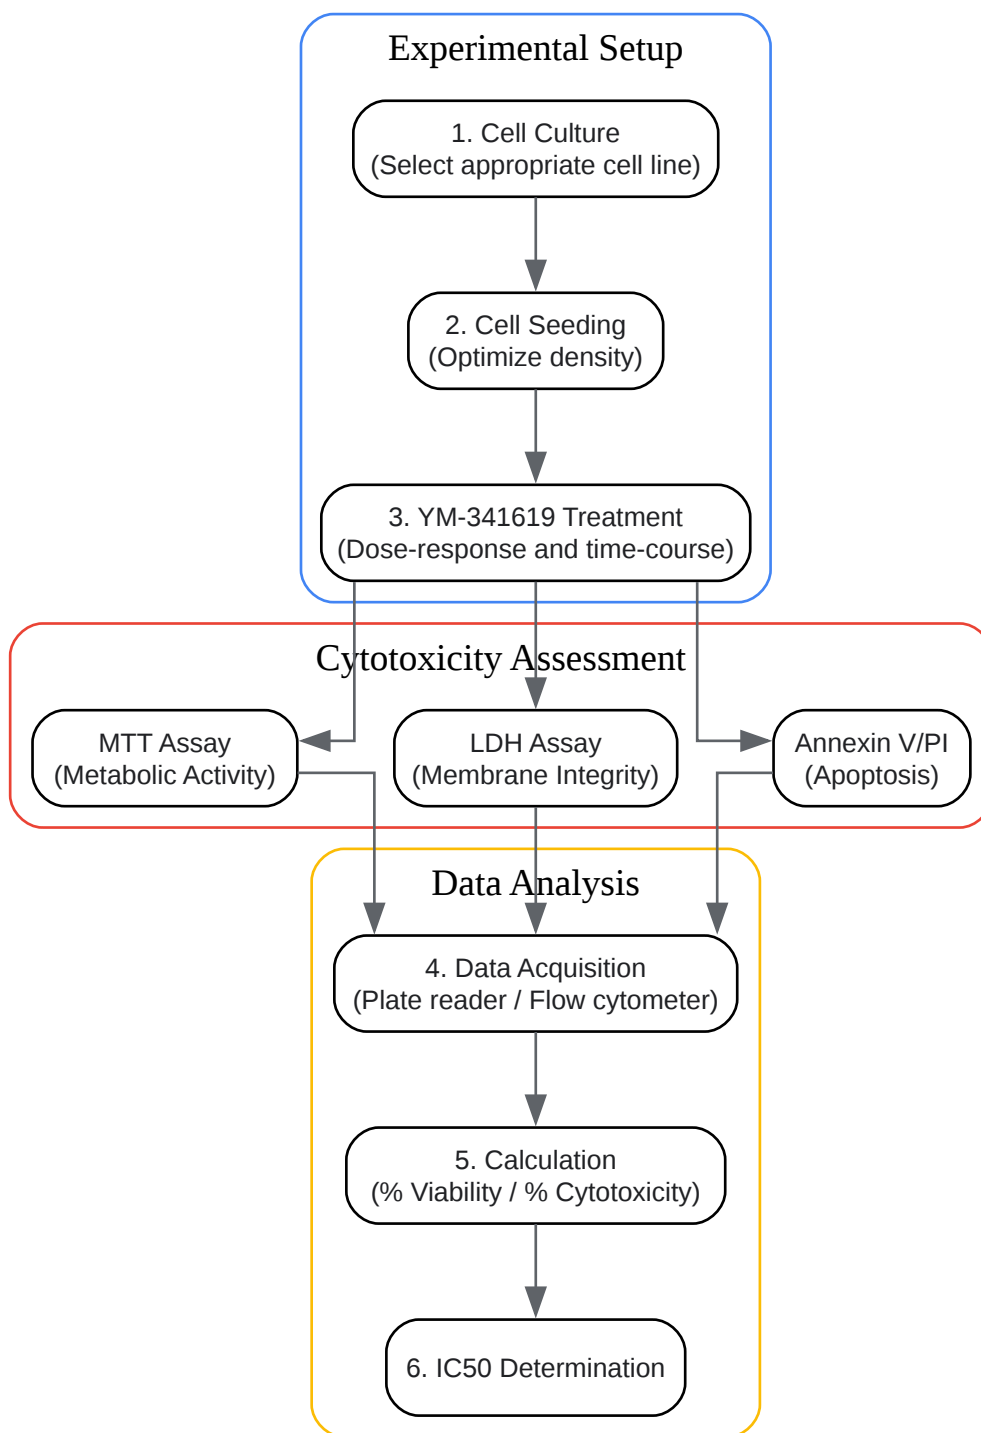 Experimental Setup
1. Cell Culture
(Select appropriate cell line)
2. Cell Seeding
(Optimize density)
3. YM-341619 Treatment
(Dose-response and time-course)
Cytotoxicity Assessment
MTT Assay
(Metabolic Activity)
LDH Assay
(Membrane Integrity)
Annexin V/PI
(Apoptosis)
Data Analysis
4. Data Acquisition
(Plate reader / Flow cytometer)
5. Calculation
(% Viability / % Cytotoxicity)
6. IC50 Determination